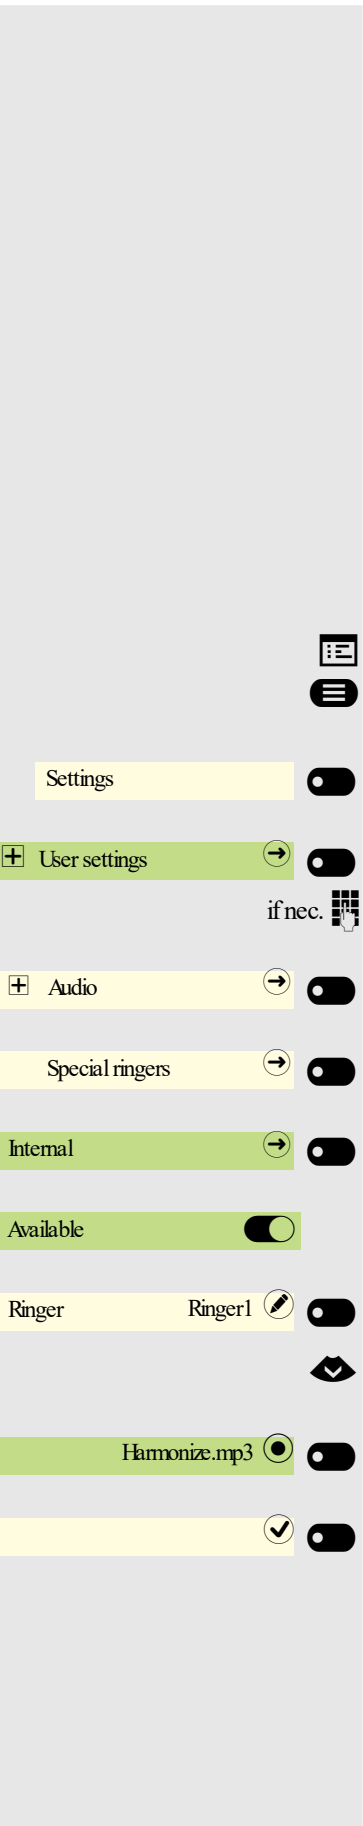 Settings
User settings
if nec.
Audio
Special ringers
Internal
Available
Ringer Ringer1
Harmonize.mp3